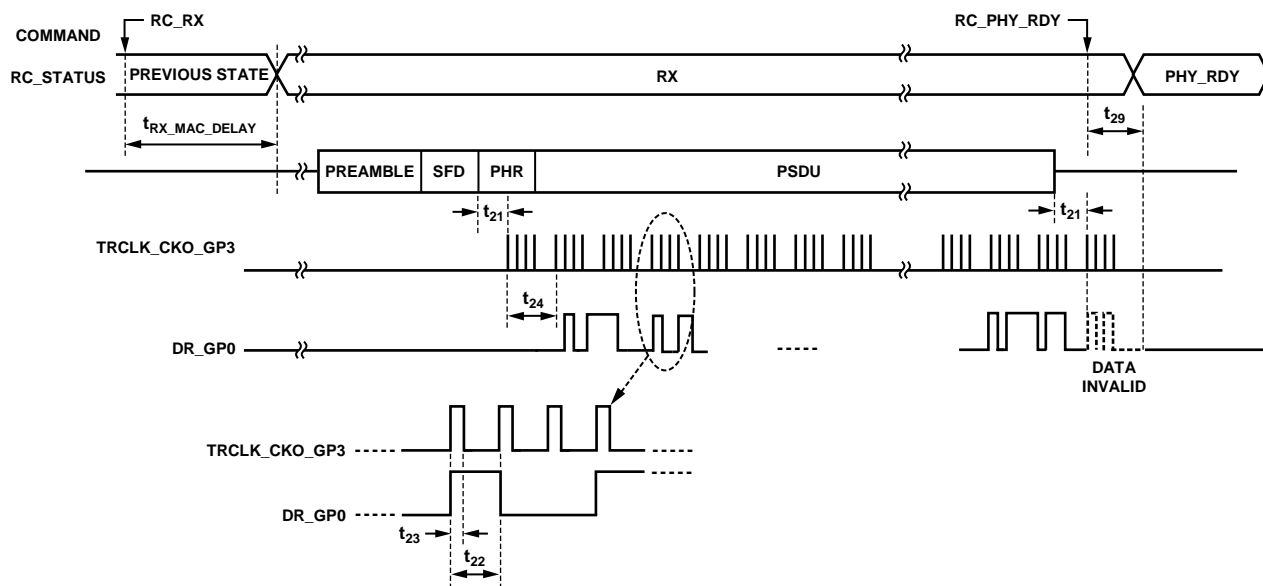 RC_RX
RC_PHY_RDY
COMMAND
RC_STATUS
PREVIOUS STATE
RX
PHY_RDY
tRX_MAC_DELAY
t29
PREAMBLE
SFD
PHR
PSDU
t21
t21
TRCLK_CKO_GP3
t24
DR_GP0
DATA
INVALID
TRCLK_CKO_GP3
DR_GP0
t23
t22